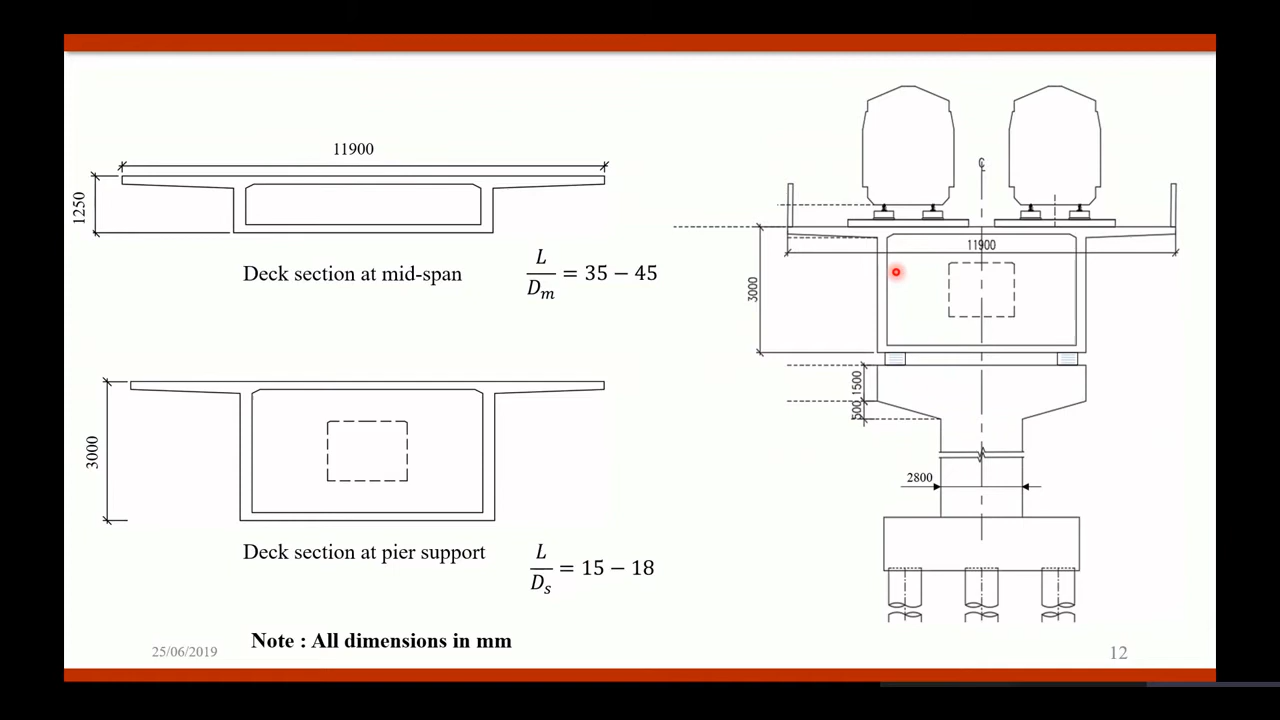 11900
1250
Deck section at mid-span
L/D_m = 35 − 45
3000
Deck section at pier support
L/D_s = 15 − 18
Note : All dimensions in mm
25/06/2019
℄
11900
3000
1500
500
2800
12